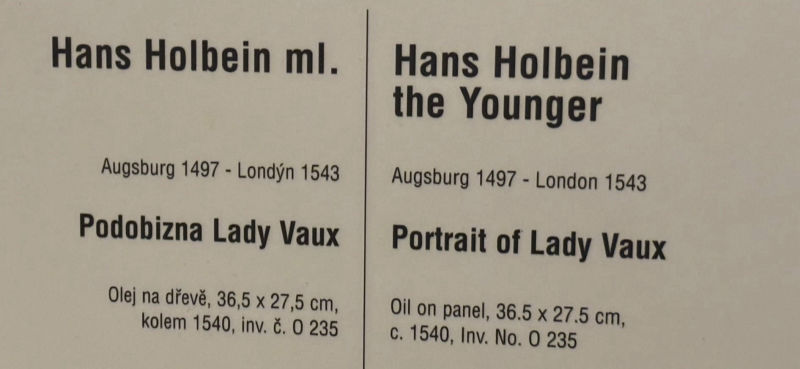 Hans Holbein ml.
Augsburg 1497 - Londýn 1543
Podobizna Lady Vaux
Olej na dřevě, 36,5 x 27,5 cm,
kolem 1540, inv. č. O 235
Hans Holbein
the Younger
Augsburg 1497 - London 1543
Portrait of Lady Vaux
Oil on panel, 36.5 x 27.5 cm,
c. 1540, Inv. No. O 235